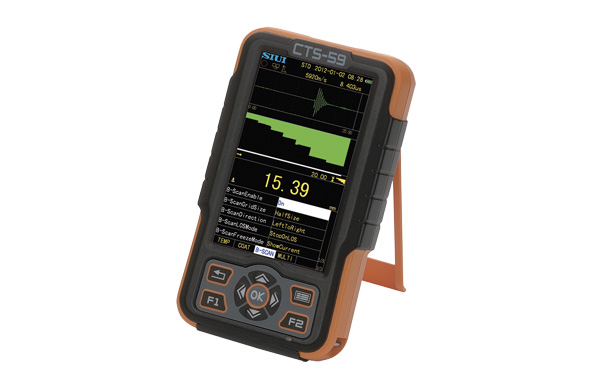 CTS-59
SIUI STD 2012-01-02 08:28
5920m/s 8.403us
20.00
15.39
B-ScanEnable On
B-ScanGridSize HalfSize
B-ScanDirection LeftToRight
B-ScanLOSMode StopOnLOS
B-ScanFreezeMode ShowCurrent
TEMP COAT B-SCAN MULTI
OK
F1 F2